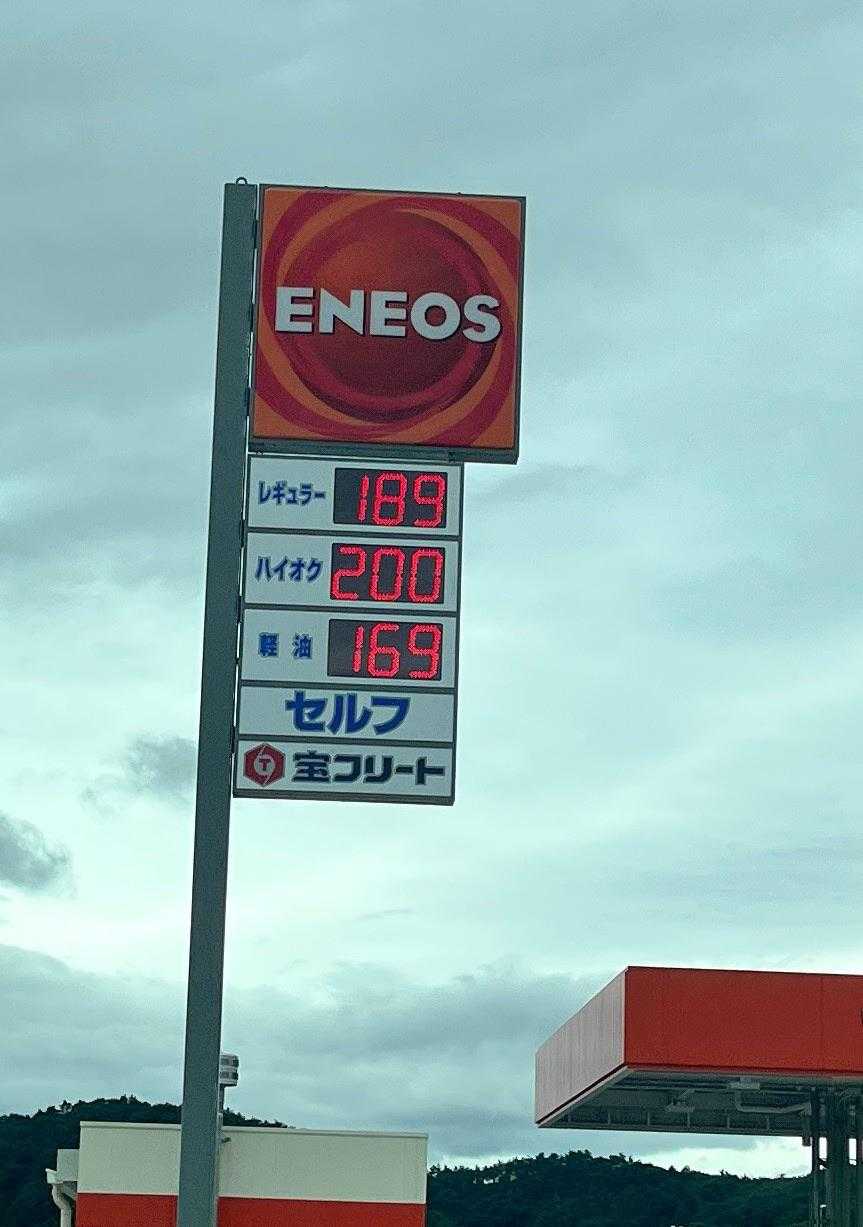 ENEOS
レギュラー 189
ハイオク 200
軽油 169
セルフ
T 宝フリート